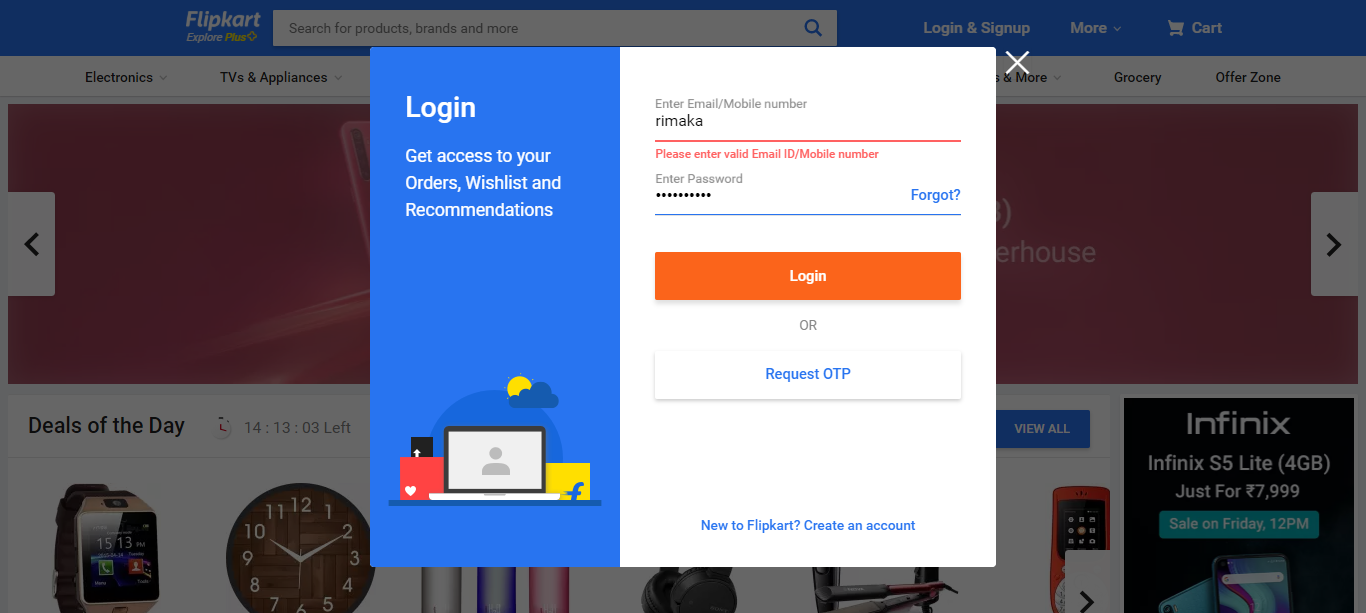 Flipkart
Explore Plus
Search for products, brands and more
Login & Signup
More
Cart
Electronics
TVs & Appliances
s & More
Grocery
Offer Zone
Login
Get access to your
Orders, Wishlist and
Recommendations
Enter Email/Mobile number
rimaka
Please enter valid Email ID/Mobile number
Enter Password
••••••••••
Forgot?
Login
OR
Request OTP
New to Flipkart? Create an account
erhouse
Deals of the Day
14 : 13 : 03 Left
VIEW ALL
Infinix
Infinix S5 Lite (4GB)
Just For ₹7,999
Sale on Friday, 12PM
15 13 PM
Menu
12
1
2
3
4
5
6
7
8
9
10
11